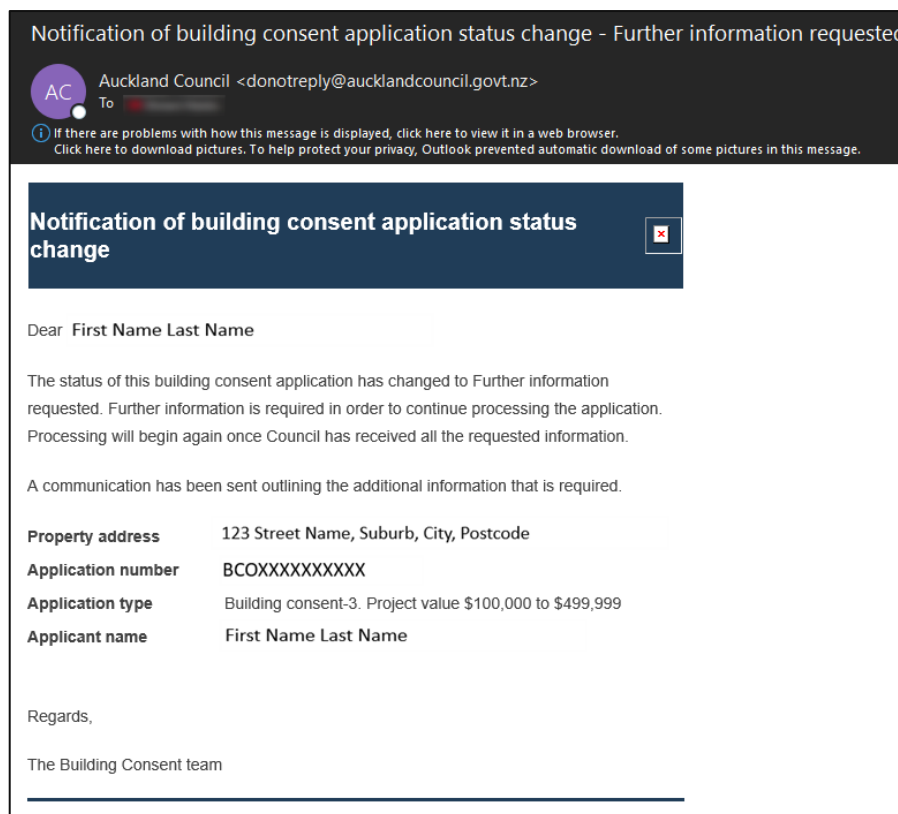 Notification of building consent application status change - Further information requested
AC
Auckland Council <donotreply@aucklandcouncil.govt.nz>
To
If there are problems with how this message is displayed, click here to view it in a web browser.
Click here to download pictures. To help protect your privacy, Outlook prevented automatic download of some pictures in this message.
Notification of building consent application status
change
Dear First Name Last Name
The status of this building consent application has changed to Further information
requested. Further information is required in order to continue processing the application.
Processing will begin again once Council has received all the requested information.
A communication has been sent outlining the additional information that is required.
Property address 123 Street Name, Suburb, City, Postcode
Application number BCOXXXXXXXXXX
Application type Building consent-3. Project value $100,000 to $499,999
Applicant name First Name Last Name
Regards,
The Building Consent team